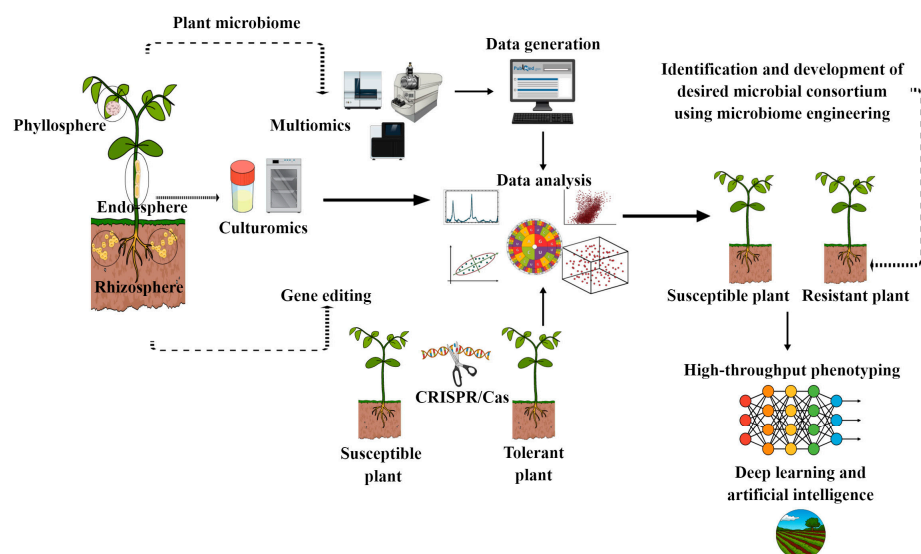 Plant microbiome
Phyllosphere
Endo-sphere
Rhizosphere
Multiomics
Culturomics
Data generation
Data analysis
Gene editing
CRISPR/Cas
Susceptible
plant
Tolerant
plant
Identification and development of
desired microbial consortium
using microbiome engineering
Susceptible plant
Resistant plant
High-throughput phenotyping
Deep learning and
artificial intelligence